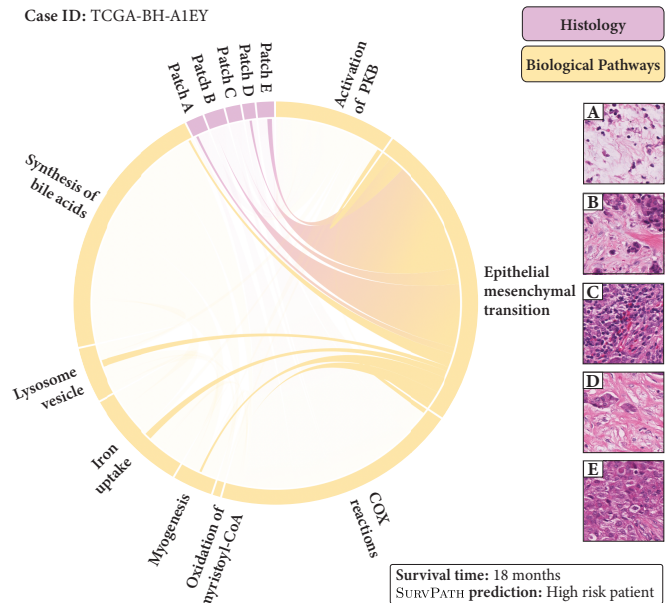 Case ID: TCGA-BH-A1EY
Histology
Biological Pathways
Patch A
Patch B
Patch C
Patch D
Patch E
Activation
of PKB
Synthesis of
bile acids
Epithelial
mesenchymal
transition
Lysosome
vesicle
Iron
uptake
Myogenesis
Oxidation of
myristoyl-CoA
COX
reactions
A
B
C
D
E
Survival time: 18 months
SURVPATH prediction: High risk patient